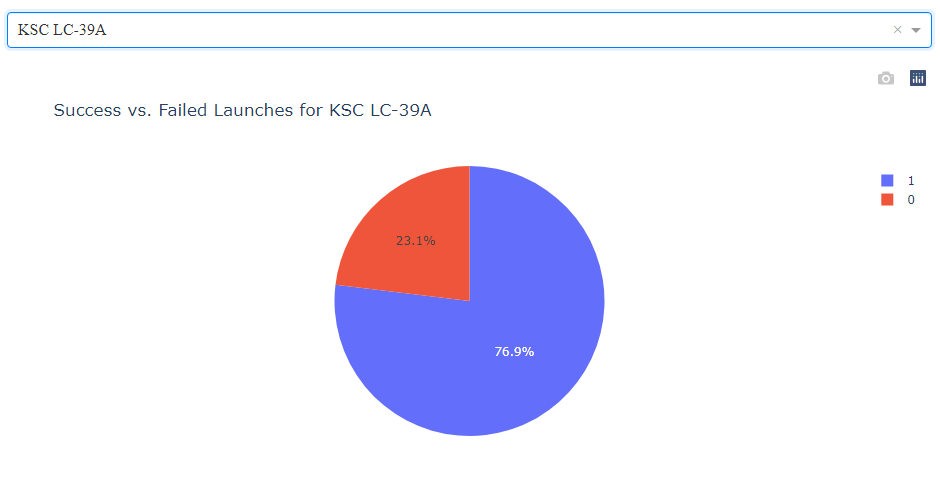 KSC LC-39A
Success vs. Failed Launches for KSC LC-39A
1
0
23.1%
76.9%